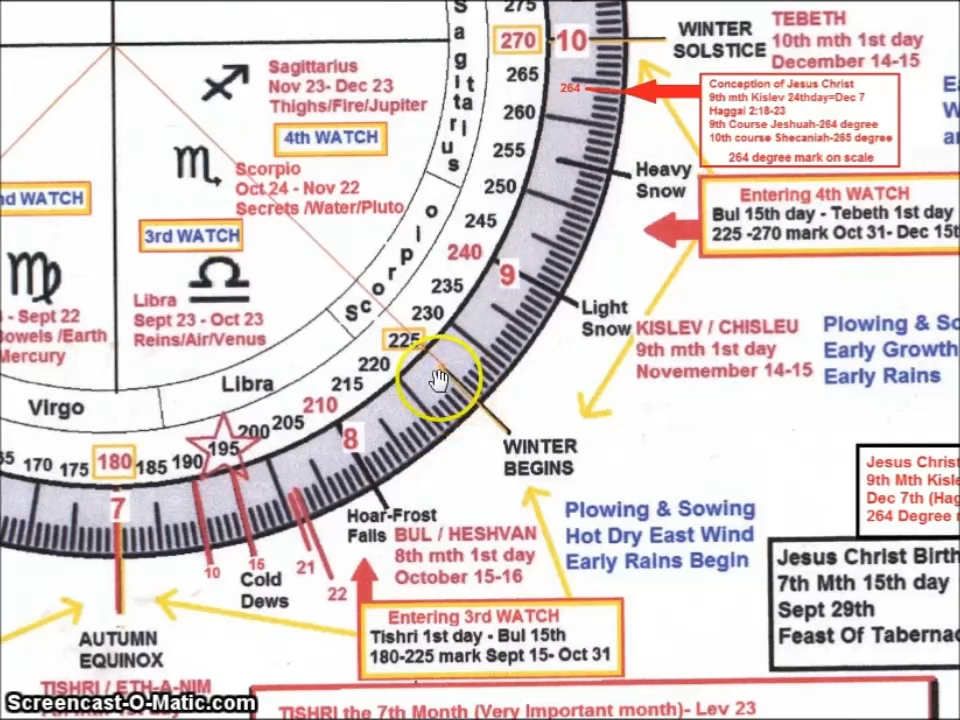 275
Sagittarius
270
10
WINTER
SOLSTICE
TEBETH
10th mth 1st day
December 14-15
265
264
260
Conception of Jesus Christ
9th mth Kislev 24thday=Dec 7
Haggai 2:18-23
9th Course Jeshuah-264 degree
10th course Shecaniah-265 degree
264 degree mark on scale
Sagittarius
Nov 23- Dec 23
Thighs/Fire/Jupiter
4th WATCH
255
Heavy
Snow
Scorpio
Oct 24 - Nov 22
Secrets /Water/Pluto
250
Entering 4th WATCH
Bul 15th day - Tebeth 1st day
225 -270 mark Oct 31- Dec 15t
nd WATCH
3rd WATCH
245
240
9
235
Scorpio
Libra
Sept 23 - Oct 23
Reins/Air/Venus
- Sept 22
Bowels /Earth
Mercury
230
Light
Snow
KISLEV / CHISLEU
9th mth 1st day
Novemember 14-15
Plowing & So
Early Growth
Early Rains
225
220
215
Libra
Virgo
210
205
200
195
190
185
180
175
170
65
8
7
WINTER
BEGINS
Jesus Christ
9th Mth Kisle
Dec 7th (Hag
264 Degree
Hoar-Frost
Falls
BUL / HESHVAN
8th mth 1st day
October 15-16
Plowing & Sowing
Hot Dry East Wind
Early Rains Begin
10
15
21
22
Cold
Dews
Jesus Christ Birth
7th Mth 15th day
Sept 29th
Feast Of Tabernac
Entering 3rd WATCH
Tishri 1st day - Bul 15th
180-225 mark Sept 15- Oct 31
AUTUMN
EQUINOX
TISHRI / ETH-A-NIM
Screencast-O-Matic.com
TISHRI the 7th Month (Very Important month)- Lev 23